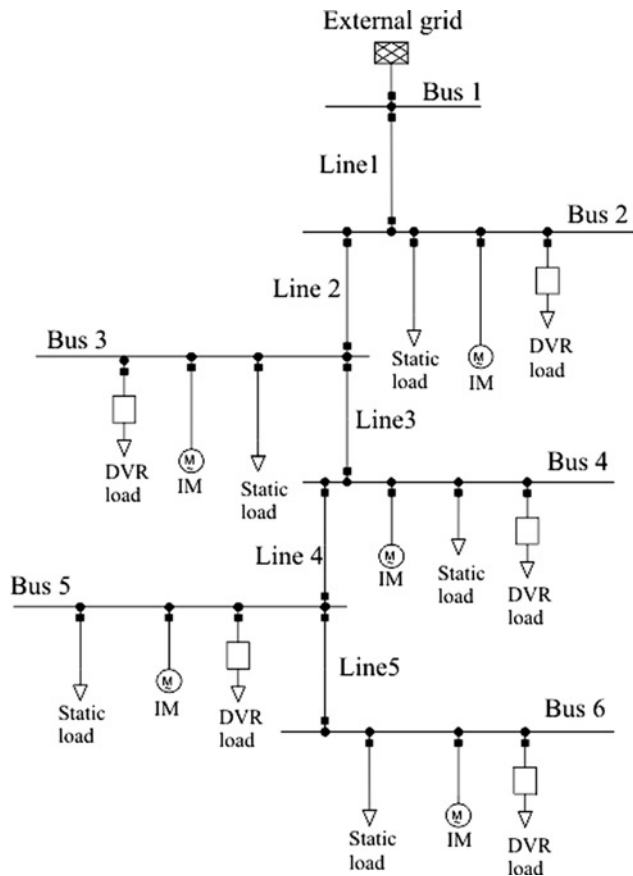 External grid
Bus 1
Line1
Bus 2
Line 2
Static
load
IM
DVR
load
M
Bus 3
DVR
load
IM
Static
load
M
Line3
Bus 4
Line 4
IM
Static
load
DVR
load
M
Bus 5
Static
load
IM
DVR
load
M
Line5
Bus 6
Static
load
IM
DVR
load
M